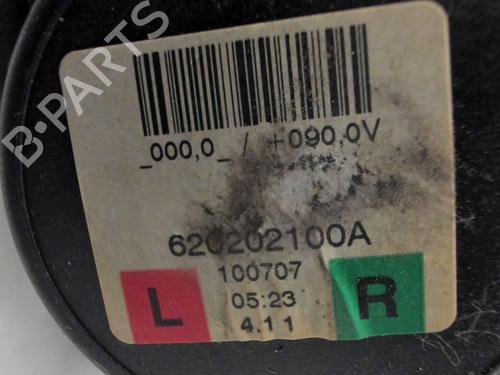 B-PARTS
_000,0_ / +090,0V
620202100A
100707
L
05:23
R
4.11